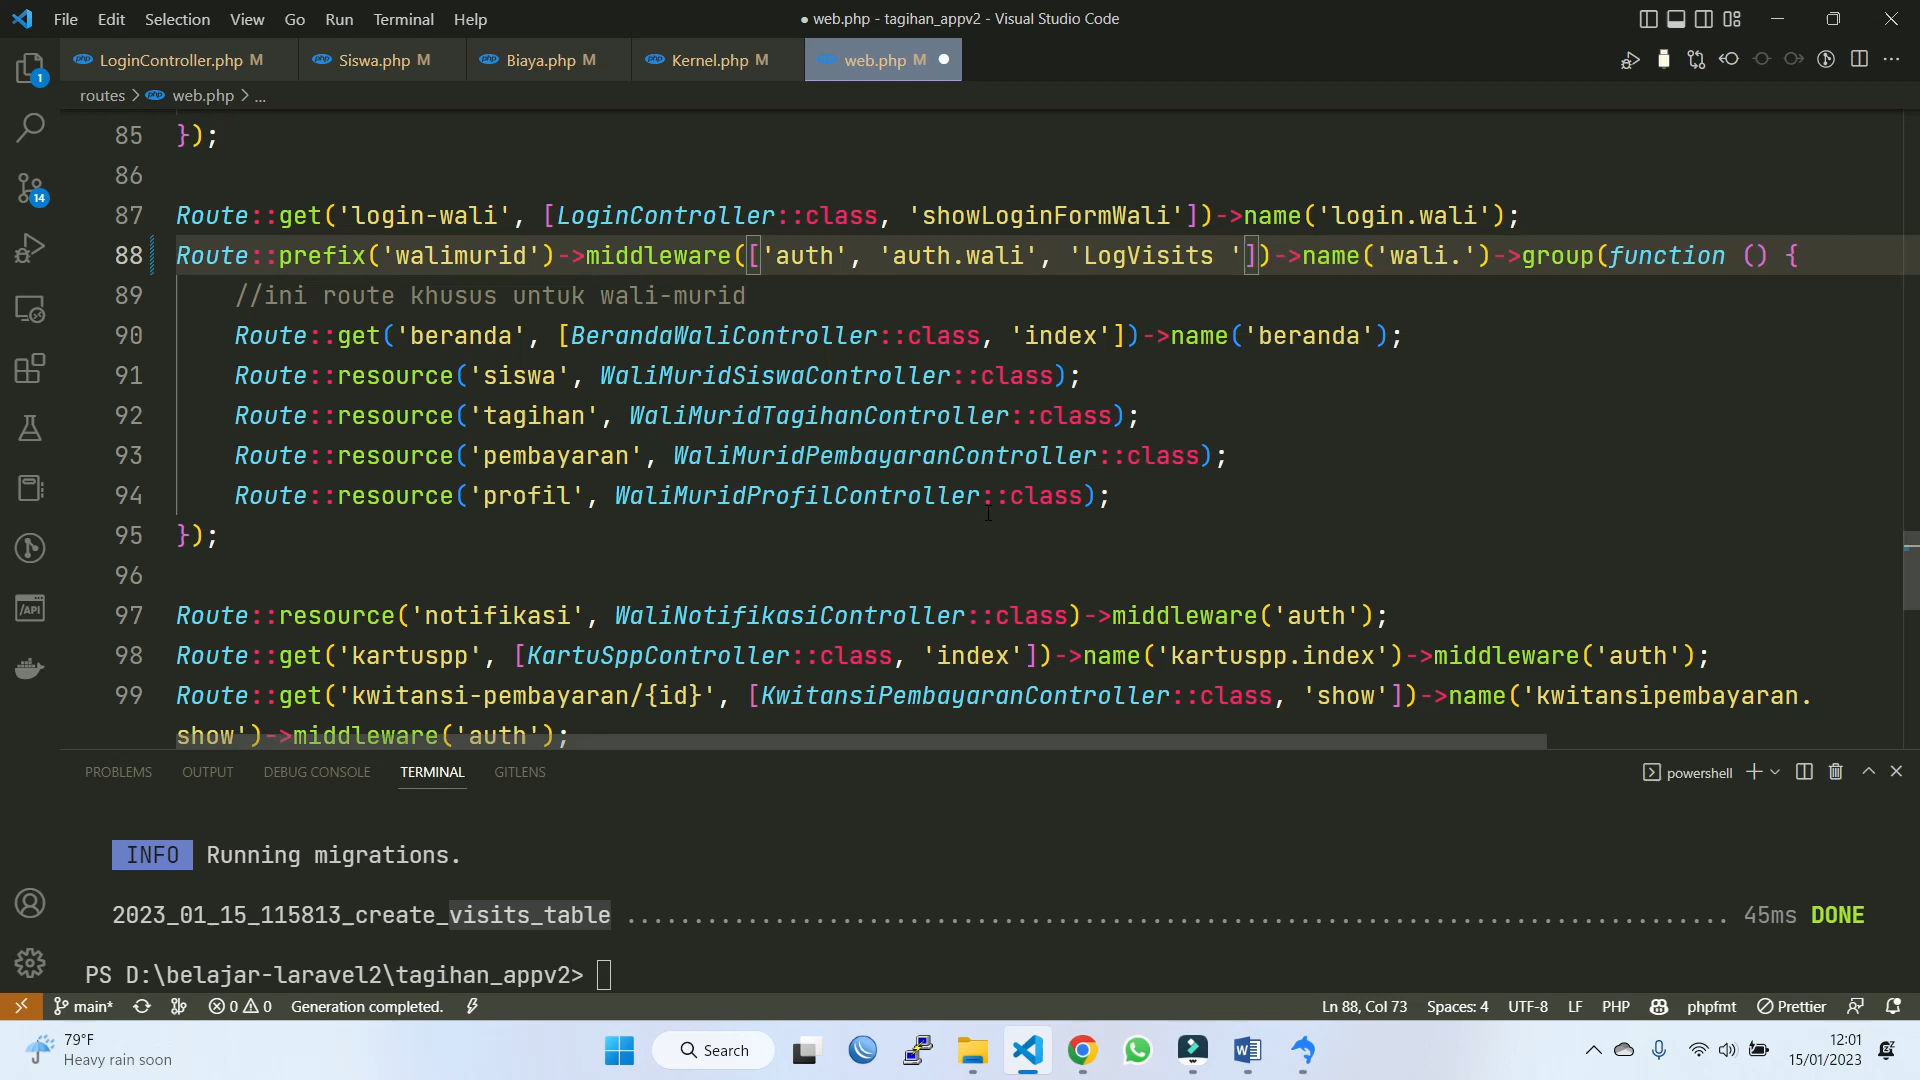 File Edit Selection View Go Run Terminal Help
● web.php - tagihan_appv2 - Visual Studio Code
php LoginController.php M
php Siswa.php M
php Biaya.php M
php Kernel.php M
web.php M ●
routes > php web.php > ...
85 });
86
87 Route::get('login-wali', [LoginController::class, 'showLoginFormWali'])->name('login.wali');
88 Route::prefix('walimurid')->middleware(['auth', 'auth.wali', 'LogVisits '])->name('wali.')->group(function () {
89 //ini route khusus untuk wali-murid
90 Route::get('beranda', [BerandaWaliController::class, 'index'])->name('beranda');
91 Route::resource('siswa', WaliMuridSiswaController::class);
92 Route::resource('tagihan', WaliMuridTagihanController::class);
93 Route::resource('pembayaran', WaliMuridPembayaranController::class);
94 Route::resource('profil', WaliMuridProfilController::class);
95 });
96
97 Route::resource('notifikasi', WaliNotifikasiController::class)->middleware('auth');
98 Route::get('kartuspp', [KartuSppController::class, 'index'])->name('kartuspp.index')->middleware('auth');
99 Route::get('kwitansi-pembayaran/{id}', [KwitansiPembayaranController::class, 'show'])->name('kwitansipembayaran.
show')->middleware('auth');
1
14
/API
PROBLEMS OUTPUT DEBUG CONSOLE TERMINAL GITLENS
powershell
INFO Running migrations.
2023_01_15_115813_create_visits_table ................................................................................ 45ms DONE
PS D:\belajar-laravel2\tagihan_appv2>
main* 0 0 Generation completed.
Ln 88, Col 73 Spaces: 4 UTF-8 LF PHP phpfmt Prettier
79°F
Heavy rain soon
Search
12:01
15/01/2023